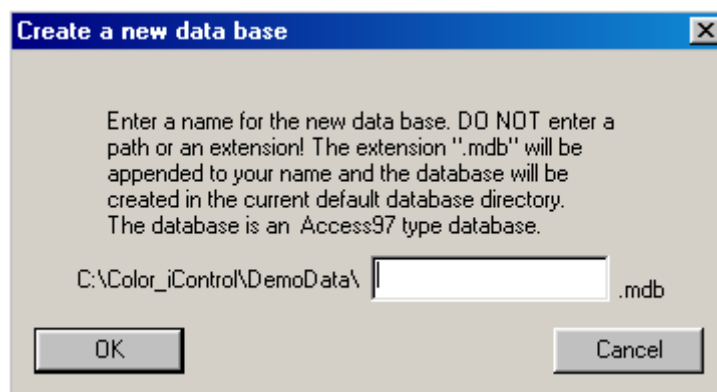 Create a new data base
Enter a name for the new data base. DO NOT enter a
path or an extension! The extension ".mdb" will be
appended to your name and the database will be
created in the current default database directory.
The database is an  Access97 type database.
C:\Color_iControl\DemoData\ .mdb
OK Cancel